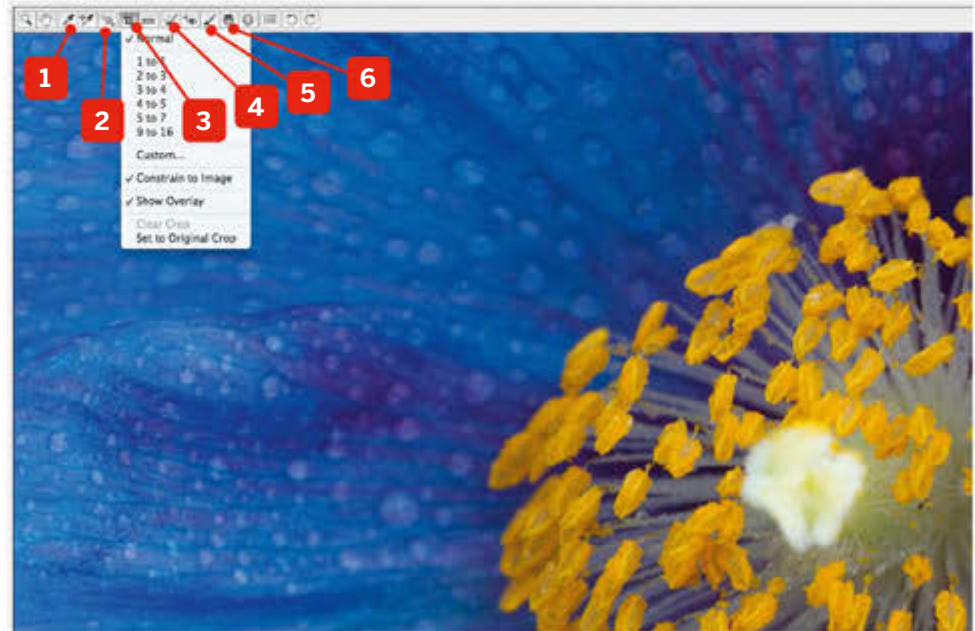 1
2
3
4
5
6
Normal
1 to 1
2 to 3
3 to 4
4 to 5
5 to 7
9 to 16
Custom...
Constrain to Image
Show Overlay
Clear Crop
Set to Original Crop